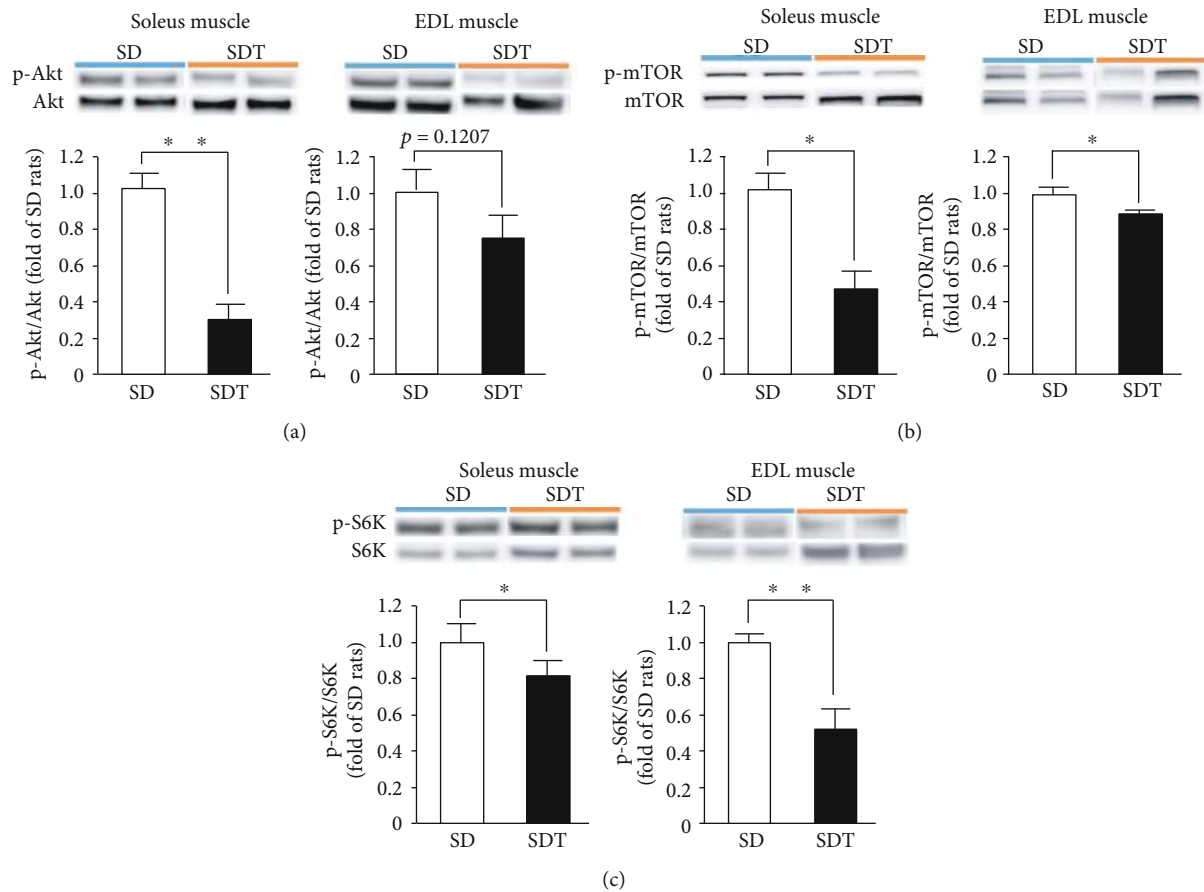 Soleus muscle
SD SDT
p-Akt
Akt
* *
p-Akt/Akt (fold of SD rats)
1.2
1.0
0.8
0.6
0.4
0.2
0
SD SDT
EDL muscle
SD SDT
p = 0.1207
p-Akt/Akt (fold of SD rats)
1.2
1.0
0.8
0.6
0.4
0.2
0
SD SDT
(a)
Soleus muscle
SD SDT
p-mTOR
mTOR
*
p-mTOR/mTOR
(fold of SD rats)
1.2
1.0
0.8
0.6
0.4
0.2
0
SD SDT
EDL muscle
SD SDT
*
p-mTOR/mTOR
(fold of SD rats)
1.2
1.0
0.8
0.6
0.4
0.2
0
SD SDT
(b)
Soleus muscle
SD SDT
p-S6K
S6K
*
p-S6K/S6K
(fold of SD rats)
1.2
1.0
0.8
0.6
0.4
0.2
0
SD SDT
EDL muscle
SD SDT
* *
p-S6K/S6K
(fold of SD rats)
1.2
1.0
0.8
0.6
0.4
0.2
0
SD SDT
(c)